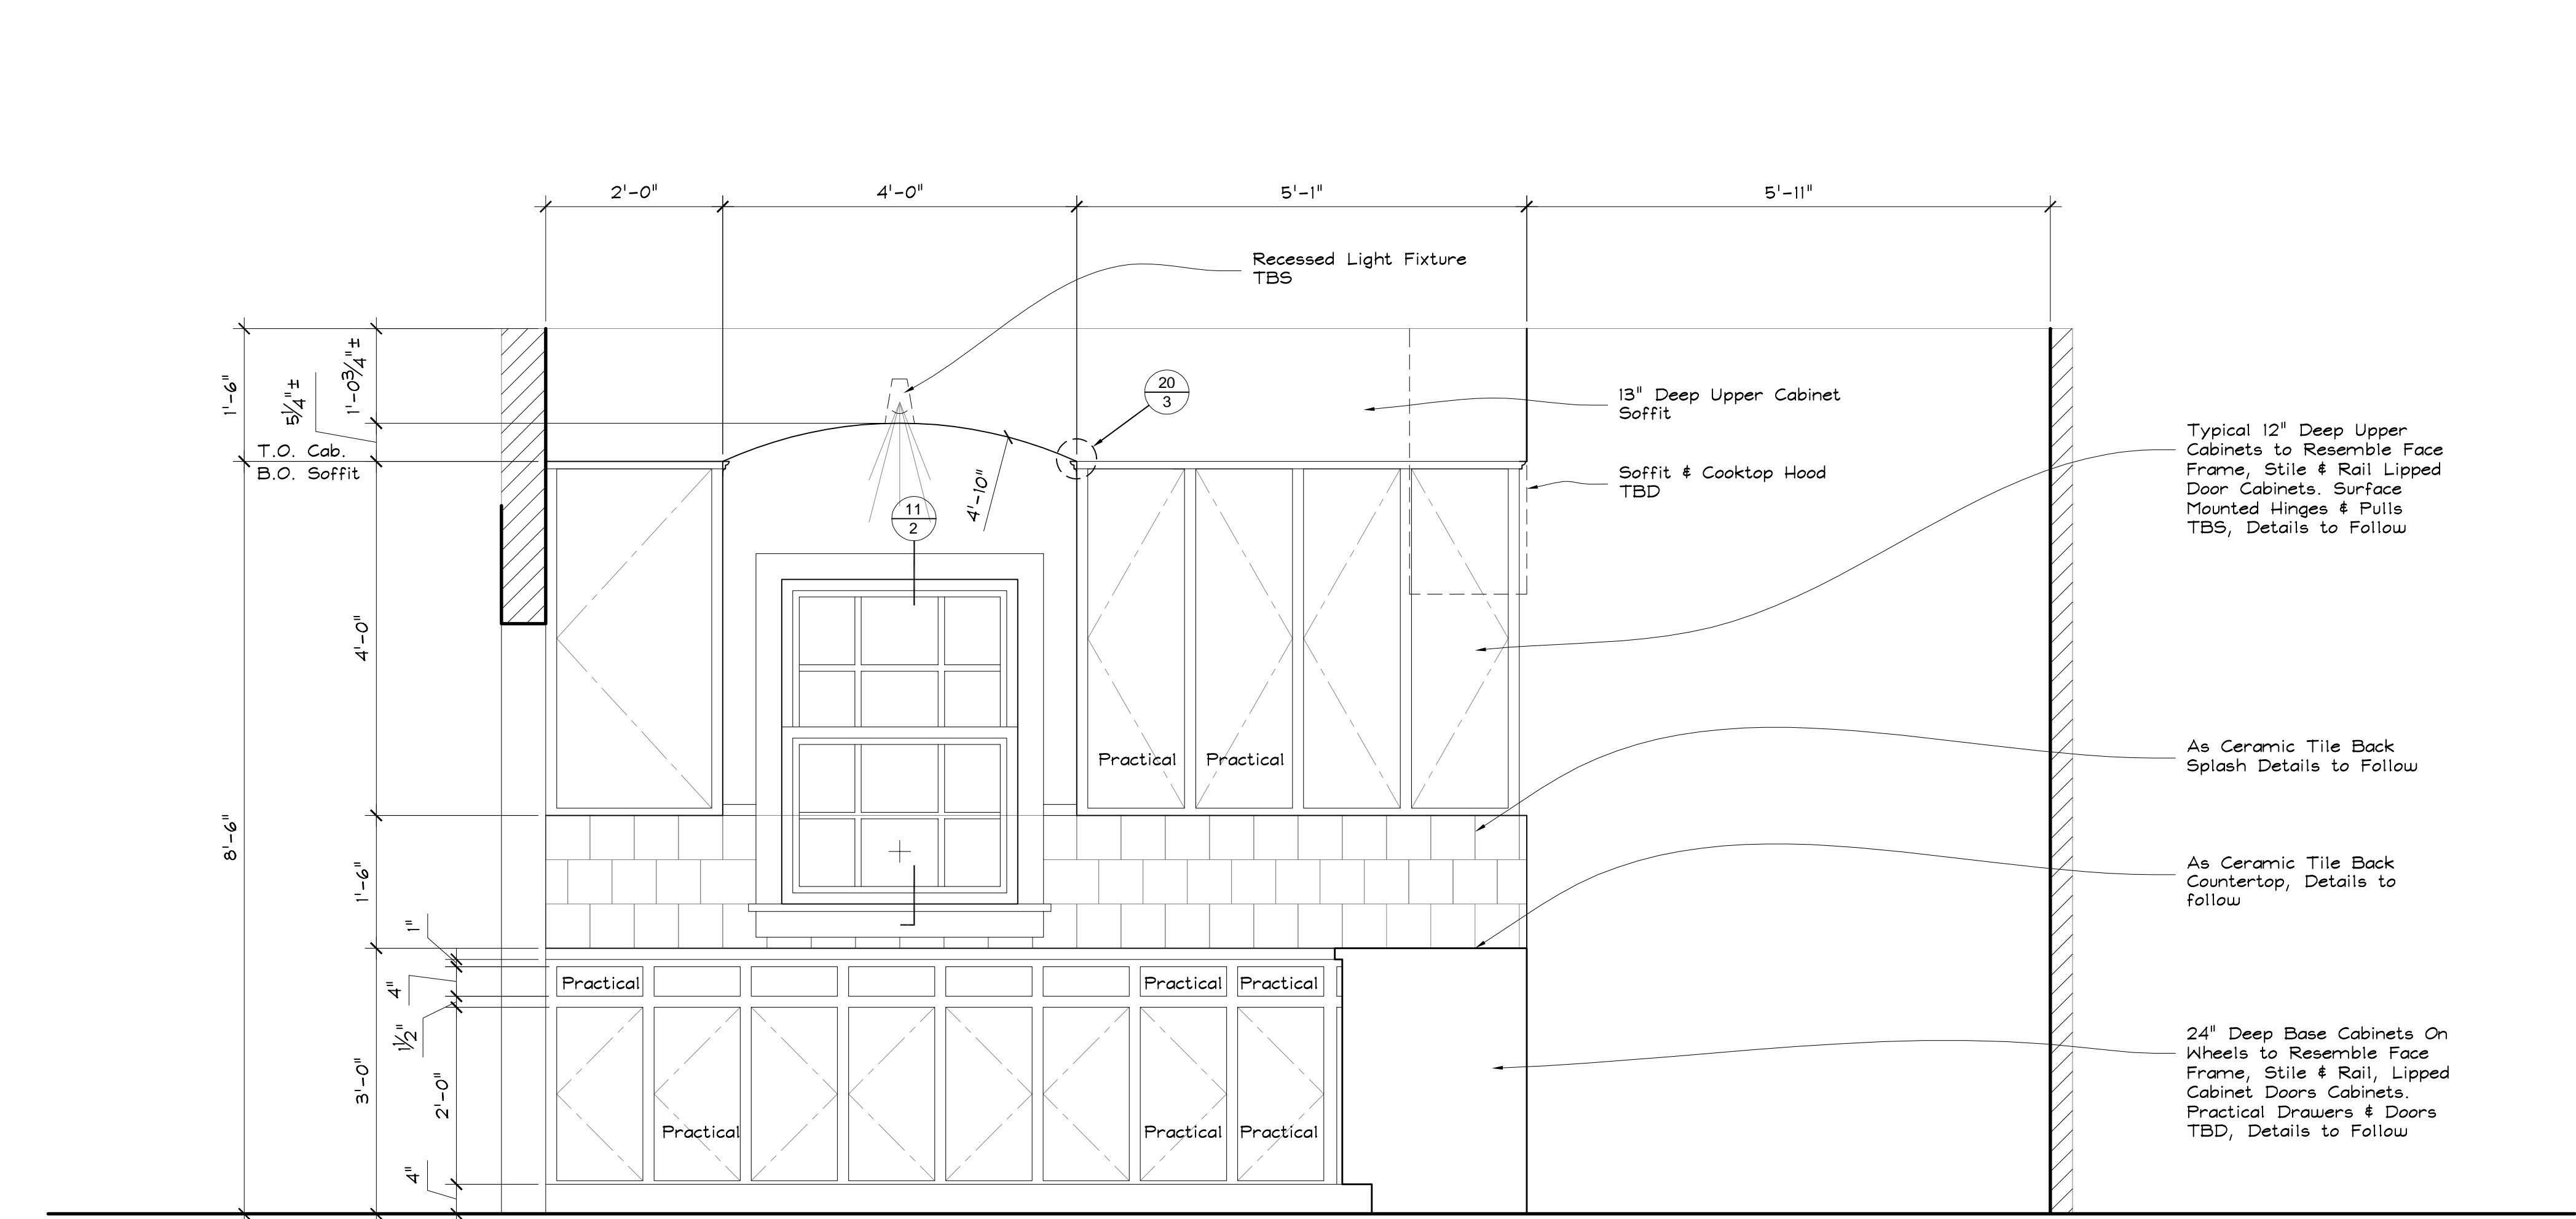 2'-0" 4'-0" 5'-1" 5'-11"
Recessed Light Fixture
TBS
1'-6"
5 1/4"±
1'-0 3/4"±
20
3
13" Deep Upper Cabinet
Soffit
T.O. Cab.
B.O. Soffit
Soffit & Cooktop Hood
TBD
Typical 12" Deep Upper
Cabinets to Resemble Face
Frame, Stile & Rail Lipped
Door Cabinets. Surface
Mounted Hinges & Pulls
TBS, Details to Follow
4'-10"
11
2
4'-0"
Practical Practical
As Ceramic Tile Back
Splash Details to Follow
8'-6"
1'-6"
As Ceramic Tile Back
Countertop, Details to
follow
1"
4"
Practical Practical Practical
1 1/2"
3'-0"
2'-0"
Practical Practical Practical
4"
24" Deep Base Cabinets On
Wheels to Resemble Face
Frame, Stile & Rail, Lipped
Cabinet Doors Cabinets.
Practical Drawers & Doors
TBD, Details to Follow